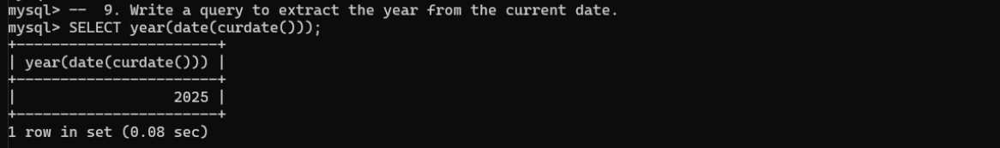 mysql> --  9. Write a query to extract the year from the current date.
mysql> SELECT year(date(curdate()));
+-----------------------+
| year(date(curdate())) |
+-----------------------+
|                  2025 |
+-----------------------+
1 row in set (0.08 sec)